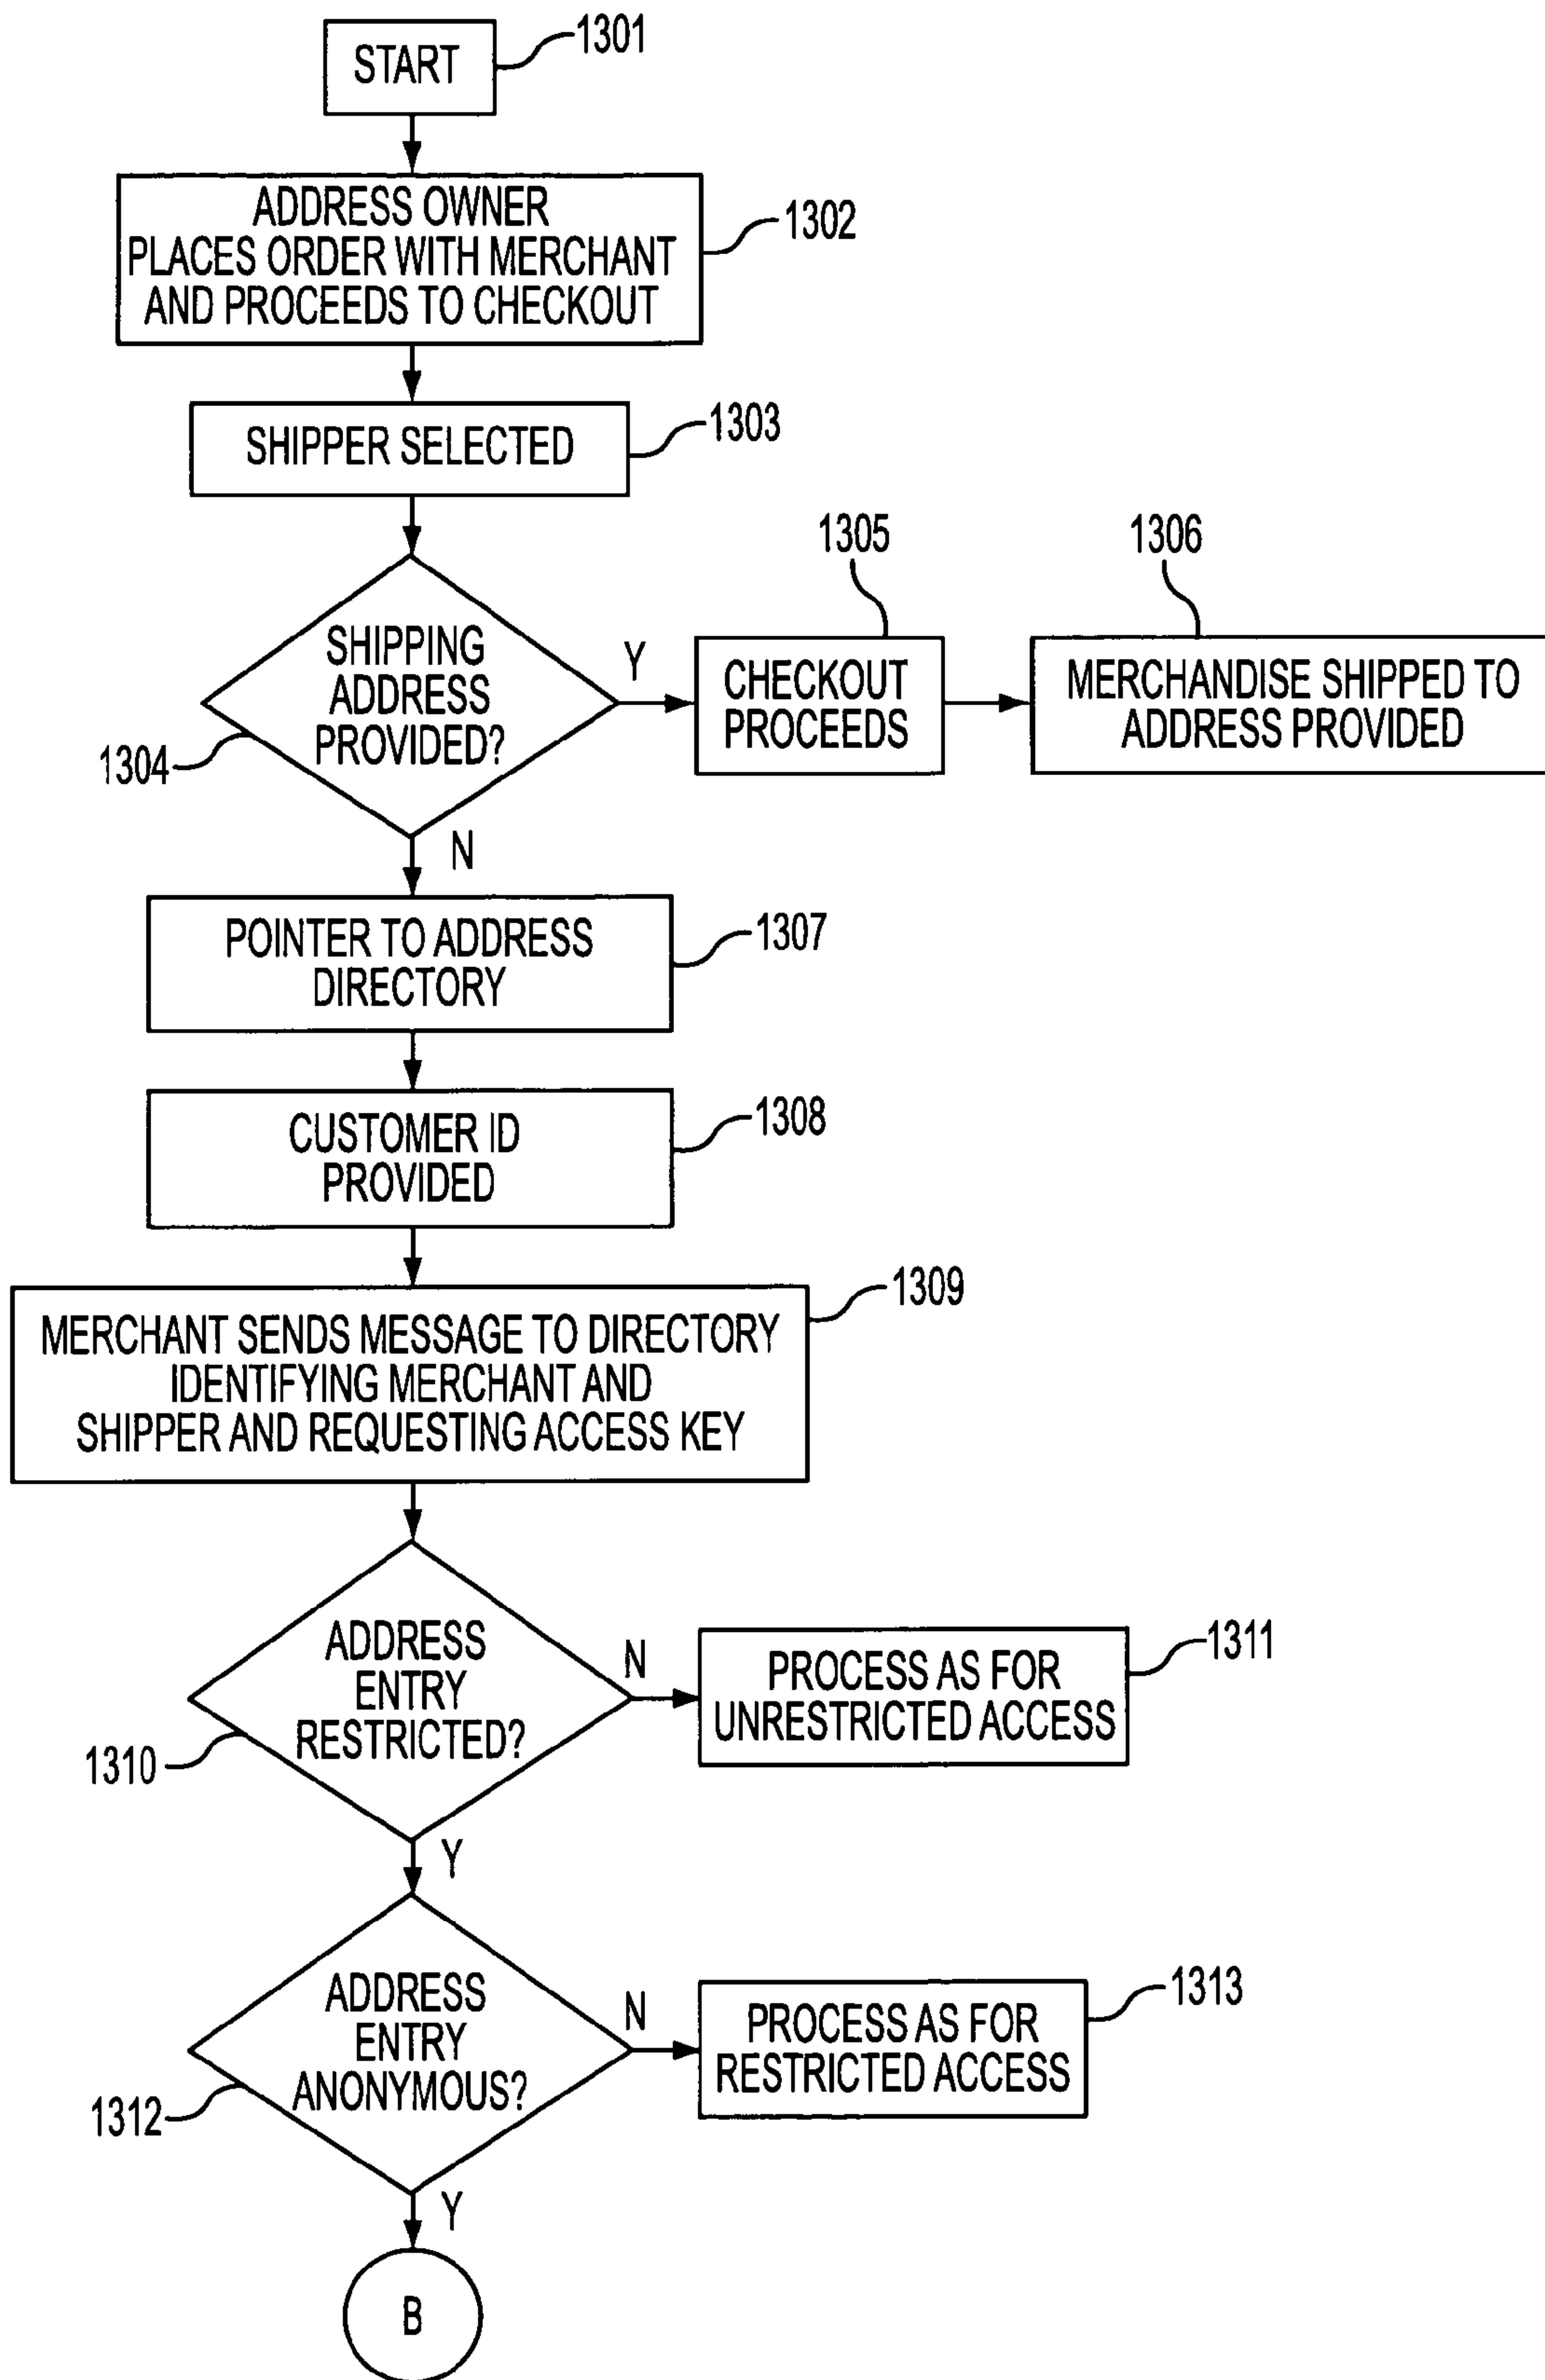 START
1301
ADDRESS OWNER
PLACES ORDER WITH MERCHANT
AND PROCEEDS TO CHECKOUT
1302
SHIPPER SELECTED
1303
SHIPPING
ADDRESS
PROVIDED?
1304
Y
CHECKOUT
PROCEEDS
1305
MERCHANDISE SHIPPED TO
ADDRESS PROVIDED
1306
N
POINTER TO ADDRESS
DIRECTORY
1307
CUSTOMER ID
PROVIDED
1308
MERCHANT SENDS MESSAGE TO DIRECTORY
IDENTIFYING MERCHANT AND
SHIPPER AND REQUESTING ACCESS KEY
1309
ADDRESS
ENTRY
RESTRICTED?
1310
N
PROCESS AS FOR
UNRESTRICTED ACCESS
1311
Y
ADDRESS
ENTRY
ANONYMOUS?
1312
N
PROCESS AS FOR
RESTRICTED ACCESS
1313
Y
B